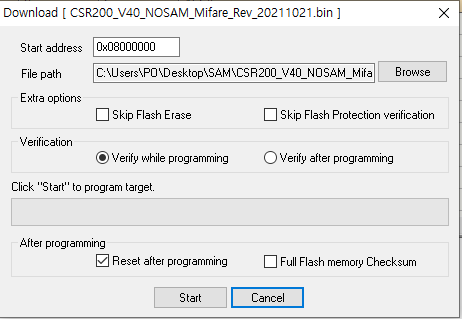 Download [ CSR200_V40_NOSAM_Mifare_Rev_20211021.bin ]
Start address 0x08000000
File path C:\Users\PO\Desktop\SAM\CSR200_V40_NOSAM_Mifa Browse
Extra options
Skip Flash Erase Skip Flash Protection verification
Verification
Verify while programming Verify after programming
Click "Start" to program target.
After programming
Reset after programming Full Flash memory Checksum
Start Cancel